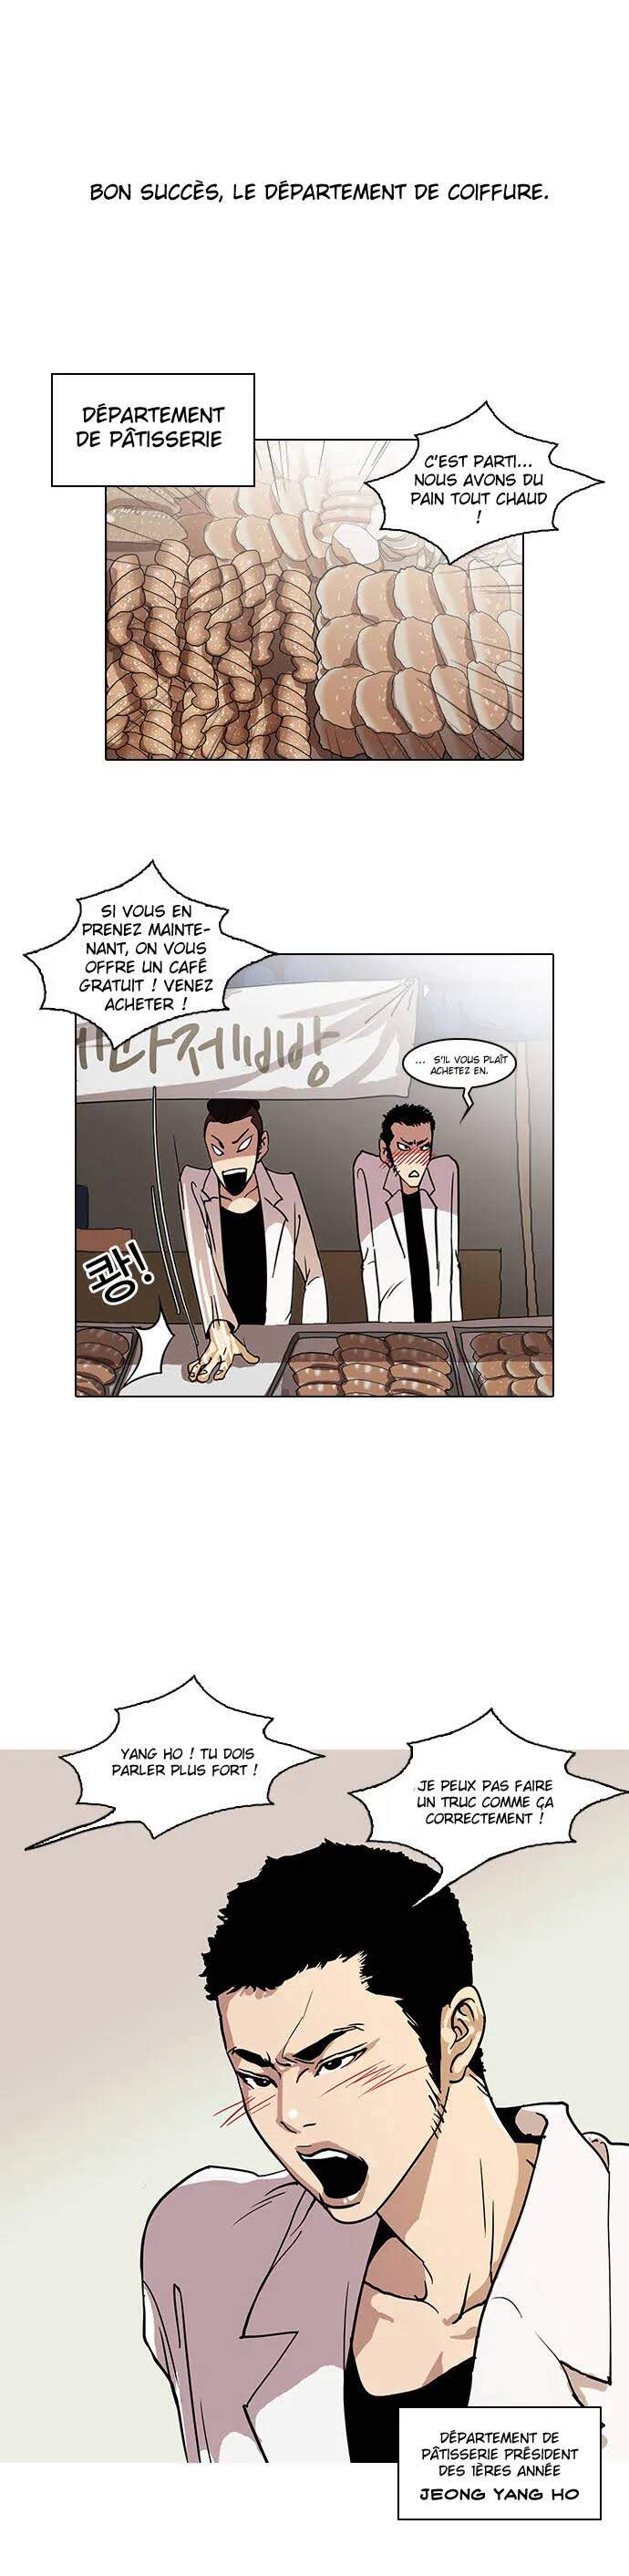 BON SUCCÈS, LE DÉPARTEMENT DE COIFFURE.
DÉPARTEMENT
DE PÂTISSERIE
C'EST PARTI...
NOUS AVONS DU
PAIN TOUT CHAUD
!
SI VOUS EN
PRENEZ MAINTE-
NANT, ON VOUS
OFFRE UN CAFÉ
GRATUIT ! VENEZ
ACHETER !
... S'IL VOUS PLAÎT
ACHETEZ EN.
쾅!
YANG HO ! TU DOIS
PARLER PLUS FORT !
JE PEUX PAS FAIRE
UN TRUC COMME ÇA
CORRECTEMENT !
DÉPARTEMENT DE
PÂTISSERIE PRÉSIDENT
DES 1ÈRES ANNÉE
JEONG YANG HO